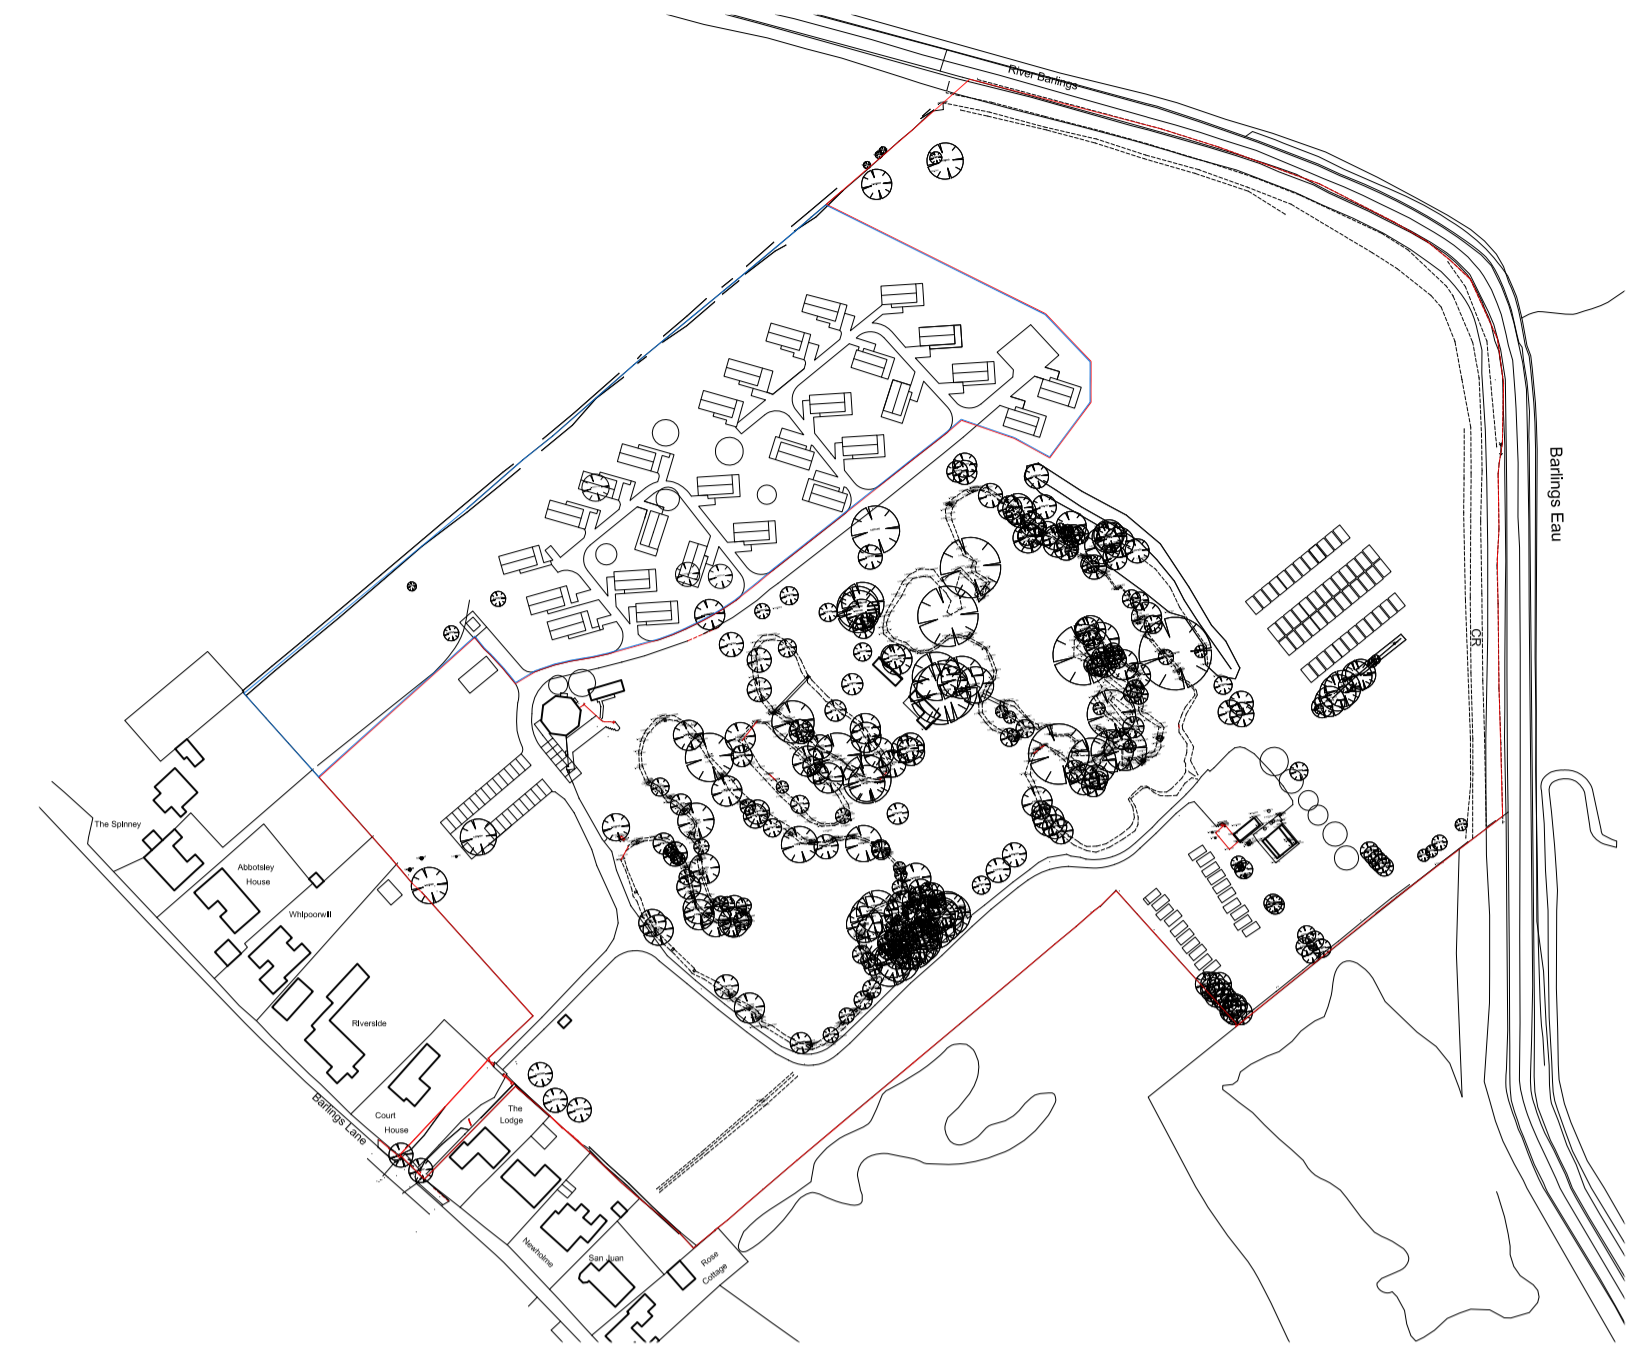 River Barlings
Barlings Eau
CR
The Spinney
Abbotsley
House
Whipoorwill
Riverside
Court
House
Barlings Lane
The
Lodge
Newholme
San Juan
Rose
Cottage